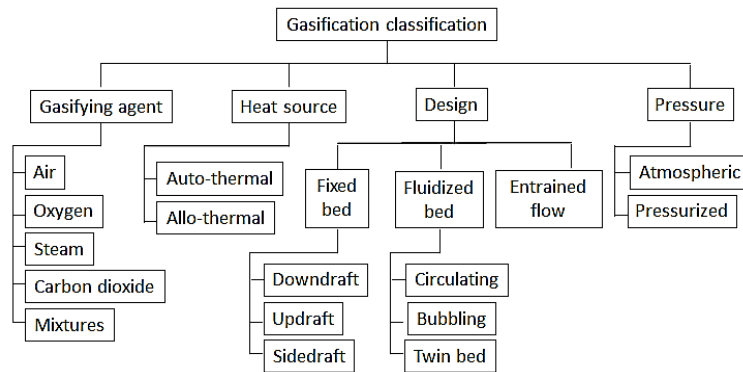 Gasification classification
Gasifying agent
Heat source
Design
Pressure
Air
Oxygen
Steam
Carbon dioxide
Mixtures
Auto-thermal
Allo-thermal
Fixed
bed
Fluidized
bed
Entrained
flow
Downdraft
Updraft
Sidedraft
Circulating
Bubbling
Twin bed
Atmospheric
Pressurized